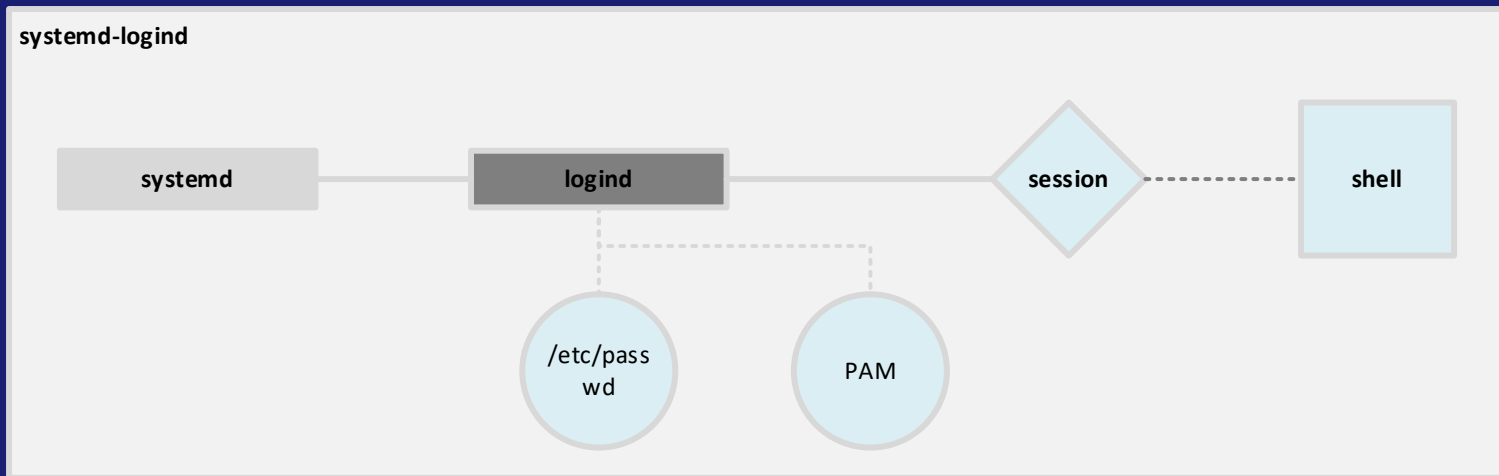 systemd-logind
systemd
logind
session
shell
/etc/pass
wd
PAM